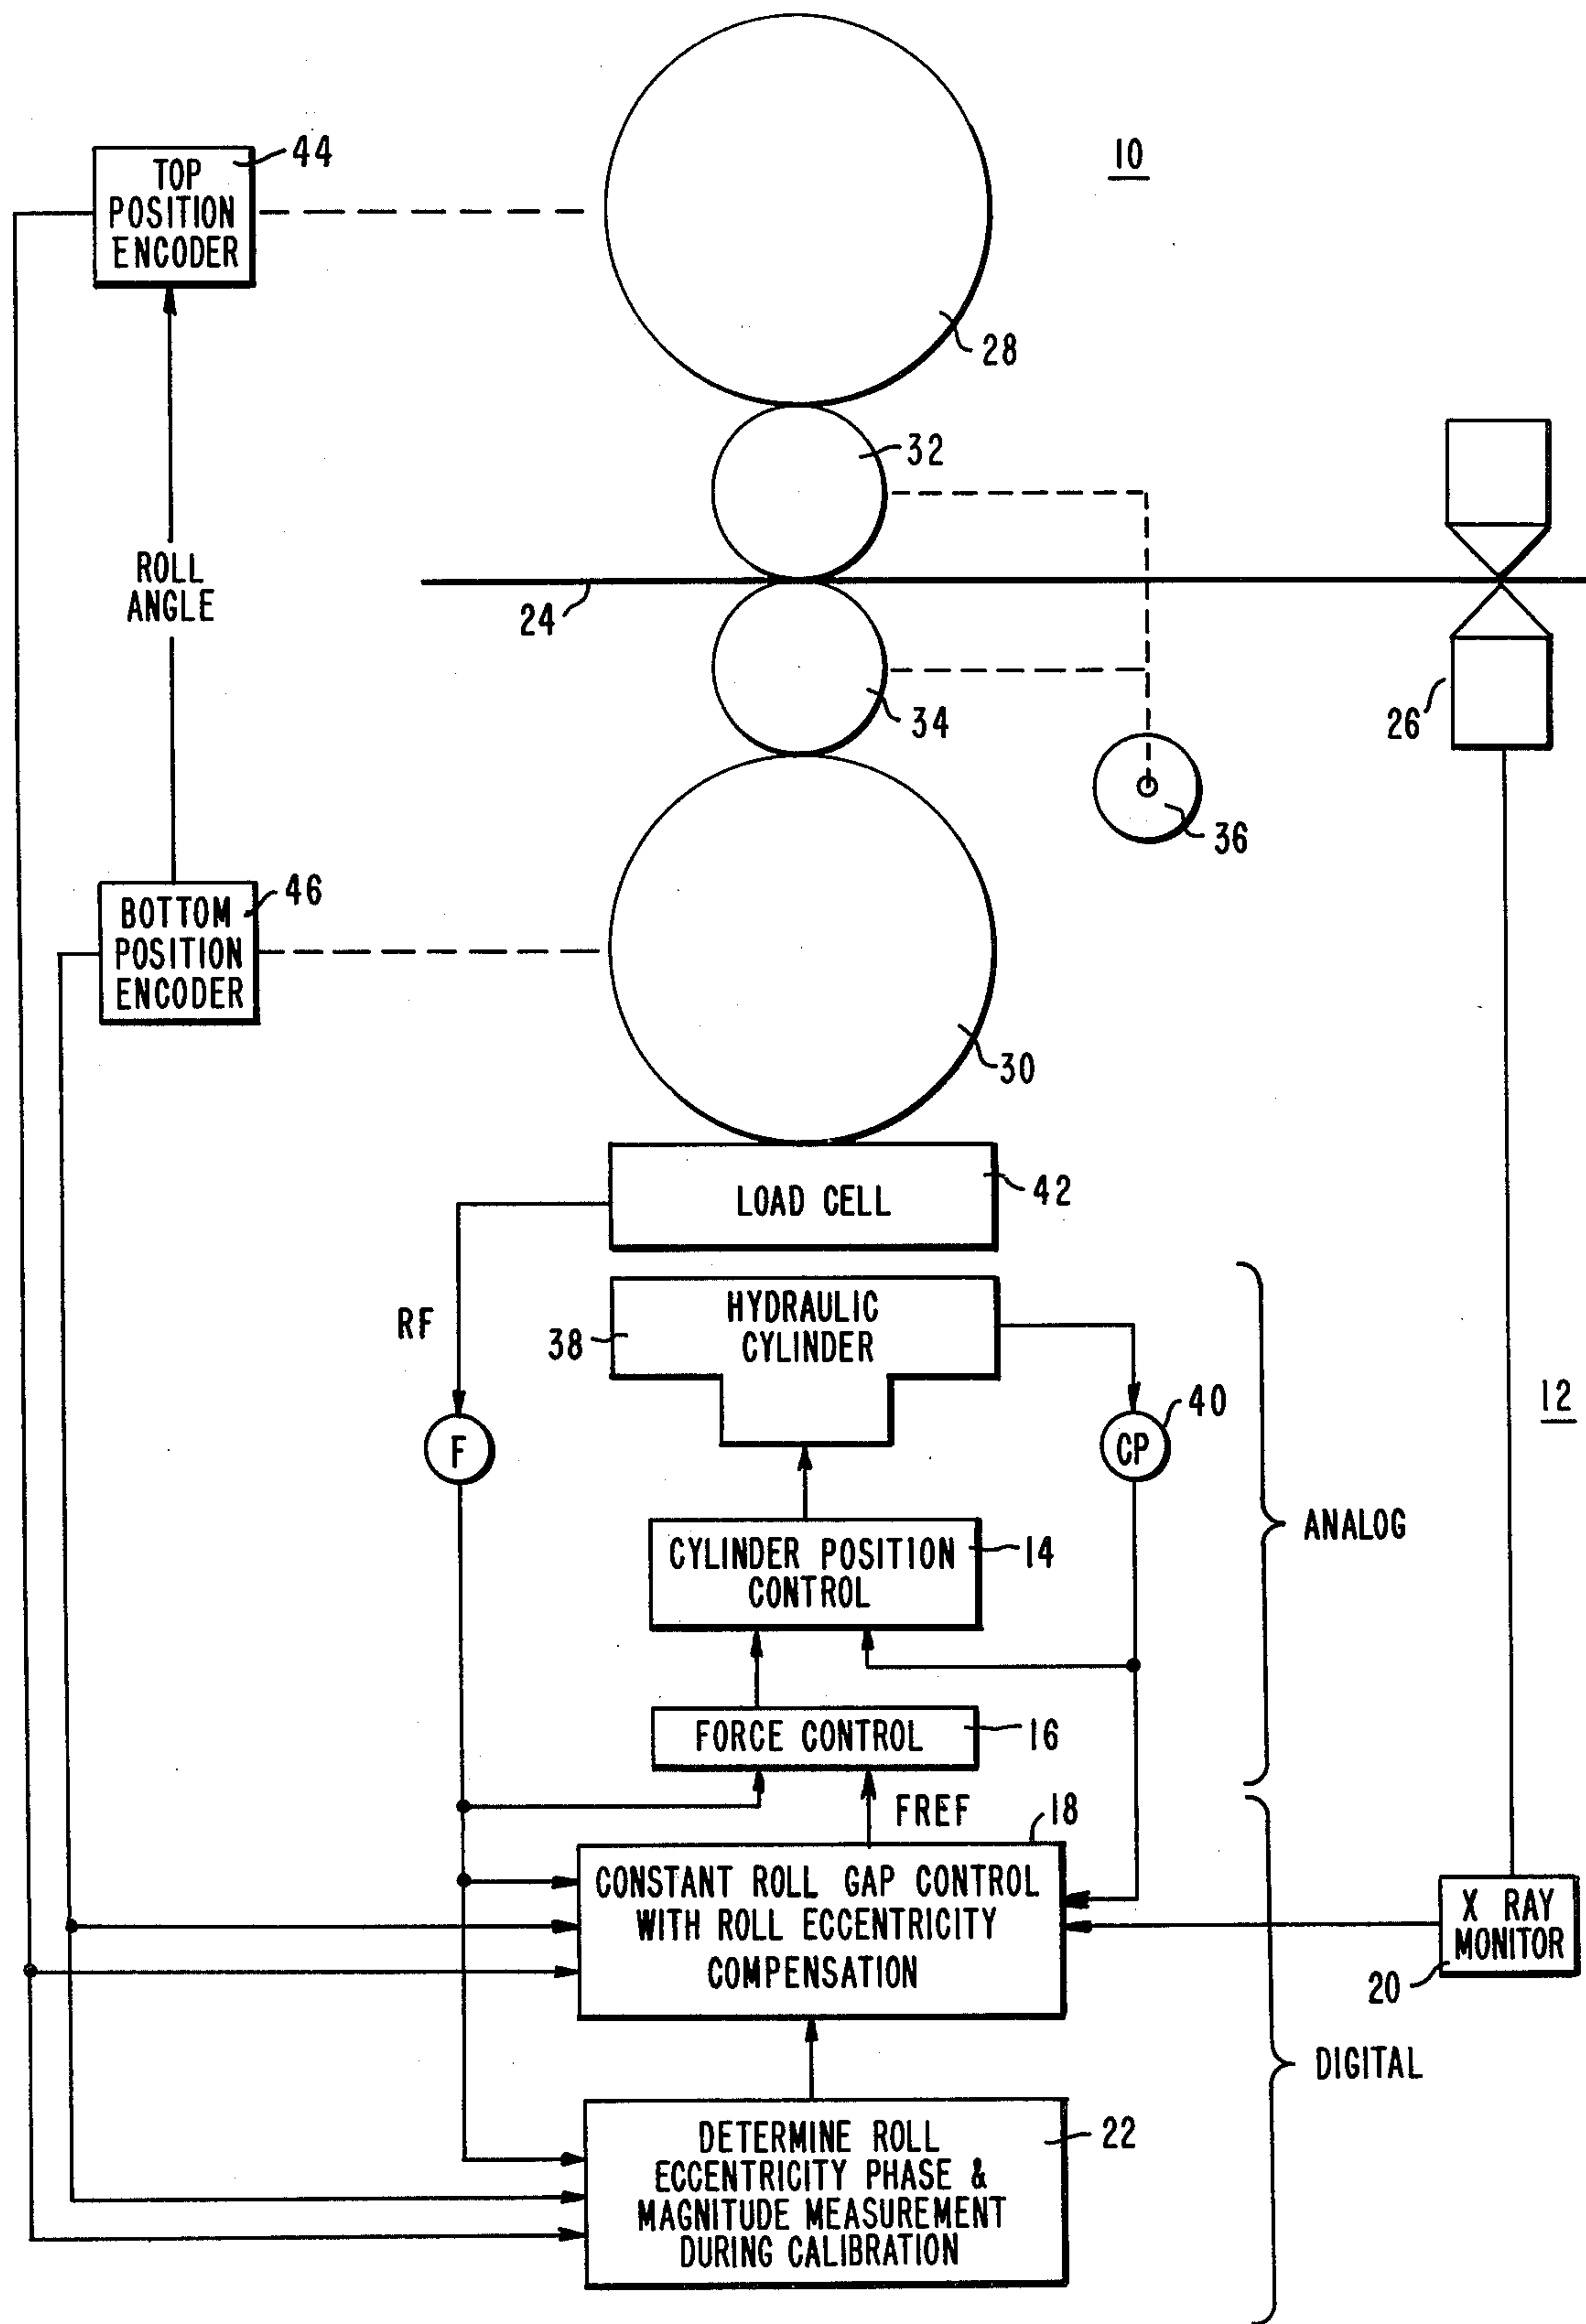 10
44
TOP
POSITION
ENCODER
28
32
ROLL
ANGLE
24
34
26
36
46
BOTTOM
POSITION
ENCODER
30
LOAD CELL
42
RF
38
HYDRAULIC
CYLINDER
40
12
F
CP
ANALOG
CYLINDER POSITION
CONTROL
14
FORCE CONTROL
16
FREF
18
CONSTANT ROLL GAP CONTROL
WITH ROLL ECCENTRICITY
COMPENSATION
X RAY
MONITOR
20
DIGITAL
DETERMINE ROLL
ECCENTRICITY PHASE &
MAGNITUDE MEASUREMENT
DURING CALIBRATION
22